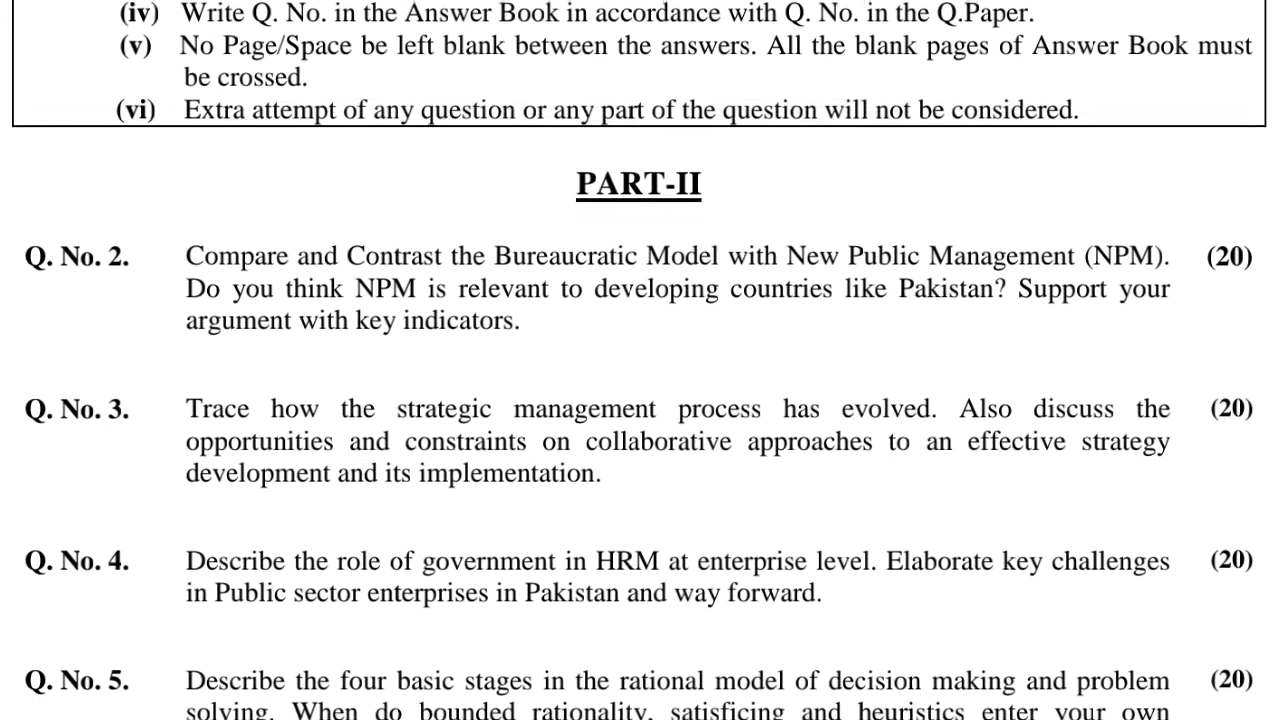 (iv) Write Q. No. in the Answer Book in accordance with Q. No. in the Q.Paper.
(v) No Page/Space be left blank between the answers. All the blank pages of Answer Book must
be crossed.
(vi) Extra attempt of any question or any part of the question will not be considered.
PART-II
Q. No. 2. Compare and Contrast the Bureaucratic Model with New Public Management (NPM). (20)
Do you think NPM is relevant to developing countries like Pakistan? Support your
argument with key indicators.
Q. No. 3. Trace how the strategic management process has evolved. Also discuss the (20)
opportunities and constraints on collaborative approaches to an effective strategy
development and its implementation.
Q. No. 4. Describe the role of government in HRM at enterprise level. Elaborate key challenges (20)
in Public sector enterprises in Pakistan and way forward.
Q. No. 5. Describe the four basic stages in the rational model of decision making and problem (20)
solving. When do bounded rationality, satisficing and heuristics enter your own